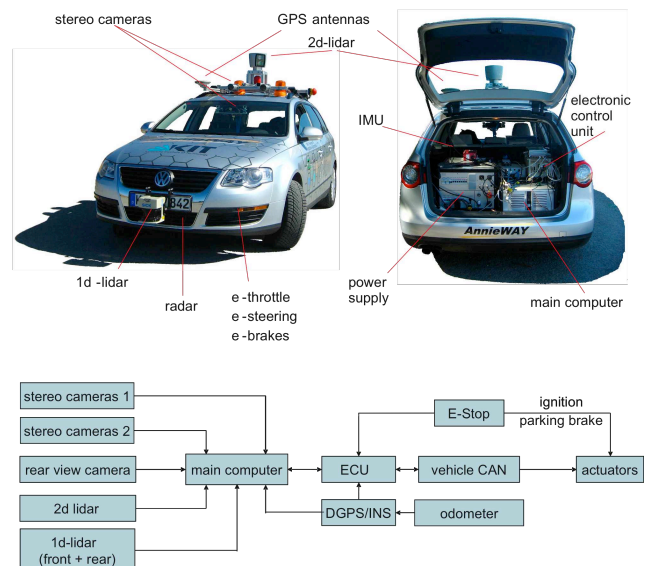 stereo cameras
GPS antennas
2d-lidar
IMU
electronic
control
unit
KIT
842
AnnieWAY
1d -lidar
radar
e -throttle
e -steering
e -brakes
power
supply
main computer
stereo cameras 1
stereo cameras 2
rear view camera
2d lidar
1d-lidar
(front + rear)
main computer
ECU
DGPS/INS
E-Stop
vehicle CAN
odometer
ignition
parking brake
actuators